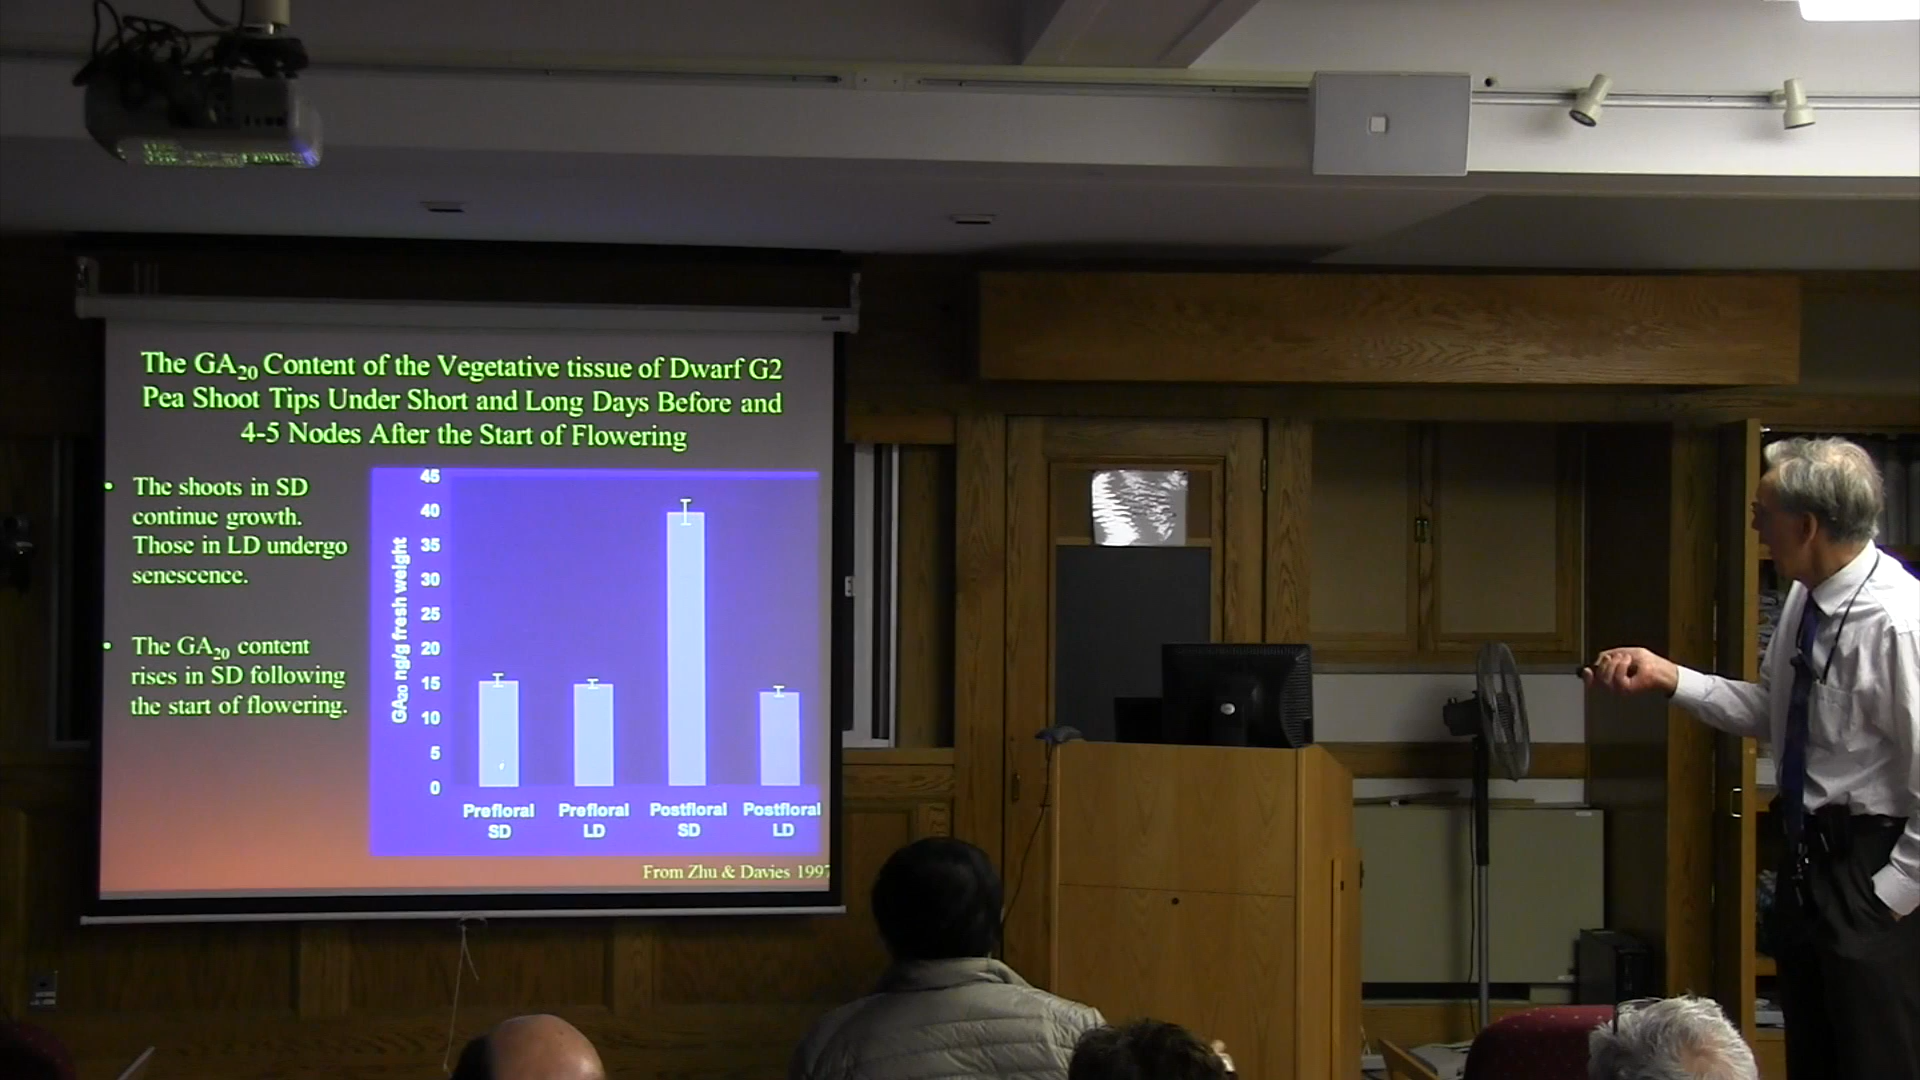 The GA20 Content of the Vegetative tissue of Dwarf G2
Pea Shoot Tips Under Short and Long Days Before and
4-5 Nodes After the Start of Flowering
• The shoots in SD
continue growth.
Those in LD undergo
senescence.
• The GA20 content
rises in SD following
the start of flowering.
GA20 ng/g fresh weight
45
40
35
30
25
20
15
10
5
0
Prefloral SD
Prefloral LD
Postfloral SD
Postfloral LD
From Zhu & Davies 1997